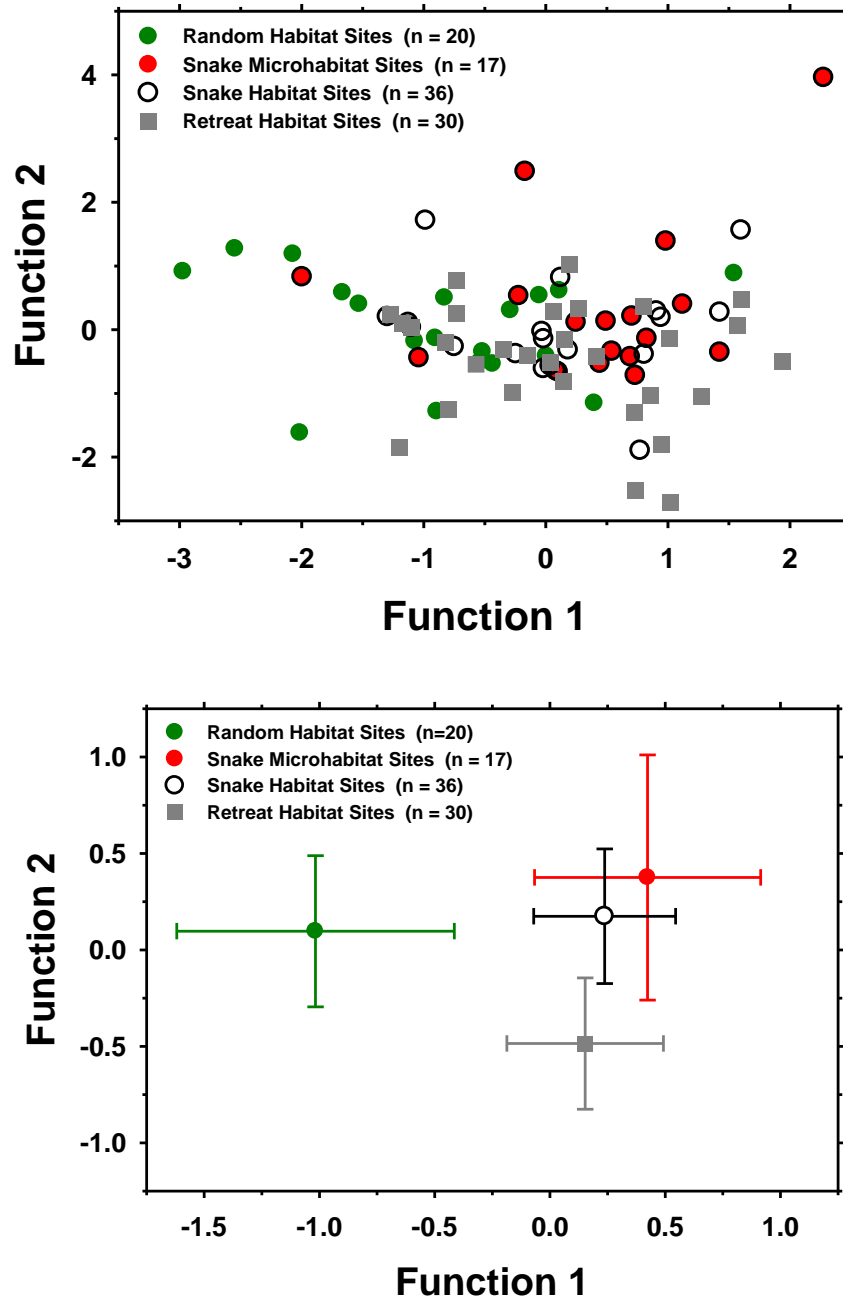 Random Habitat Sites (n = 20)
Snake Microhabitat Sites (n = 17)
Snake Habitat Sites (n = 36)
Retreat Habitat Sites (n = 30)
Function 2
4
2
0
-2
-3
-2
-1
0
1
2
Function 1
Random Habitat Sites (n=20)
Snake Microhabitat Sites (n = 17)
Snake Habitat Sites (n = 36)
Retreat Habitat Sites (n = 30)
Function 2
1.0
0.5
0.0
-0.5
-1.0
-1.5
-1.0
-0.5
0.0
0.5
1.0
Function 1